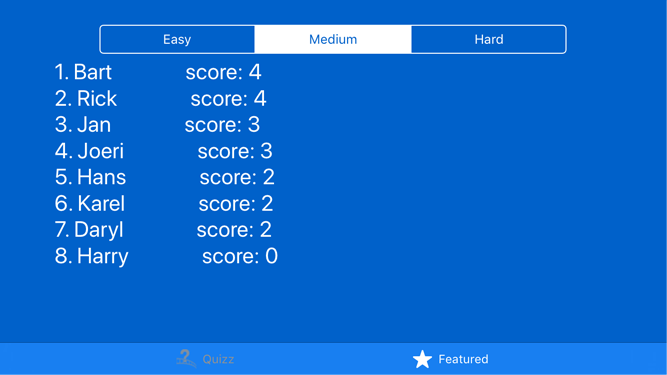 Easy Medium Hard
1. Bart score: 4
2. Rick score: 4
3. Jan score: 3
4. Joeri score: 3
5. Hans score: 2
6. Karel score: 2
7. Daryl score: 2
8. Harry score: 0
Quizz Featured